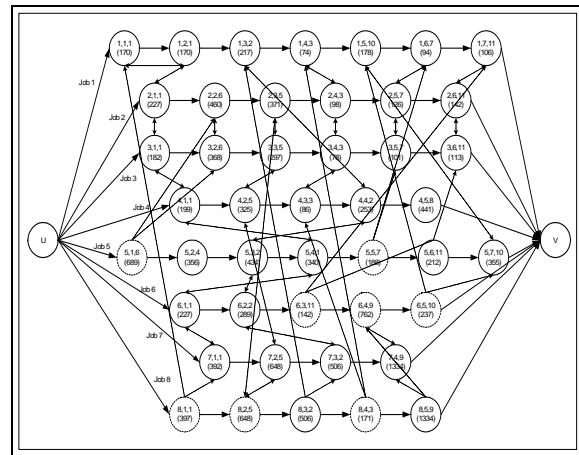 1,1,1 1,2,1 1,3,2 1,4,3 1,5,10 1,6,7 1,7,11
(170) (170) (217) (74) (178) (94) (106)
Job 1
2,1,1 2,2,6 2,3,5 2,4,3 2,5,7 2,6,11
(227) (460) (371) (98) (126) (142)
Job 2
3,1,1 3,2,6 3,3,5 3,4,3 3,5,7 3,6,11
(182) (368) (297) (78) (101) (113)
Job 3
4,1,1 4,2,5 4,3,3 4,4,2 4,5,8
(199) (325) (86) (253) (441)
Job 4
U V
Job 5
5,1,6 5,2,4 5,3,2 5,4,1 5,5,7 5,6,11 5,7,10
(689) (356) (434) (340) (188) (212) (355)
Job 6
6,1,1 6,2,2 6,3,11 6,4,9 6,5,10
(227) (289) (142) (762) (237)
Job 7
7,1,1 7,2,5 7,3,2 7,4,9
(392) (648) (506) (1334)
Job 8
8,1,1 8,2,5 8,3,2 8,4,3 8,5,9
(397) (648) (506) (171) (1334)